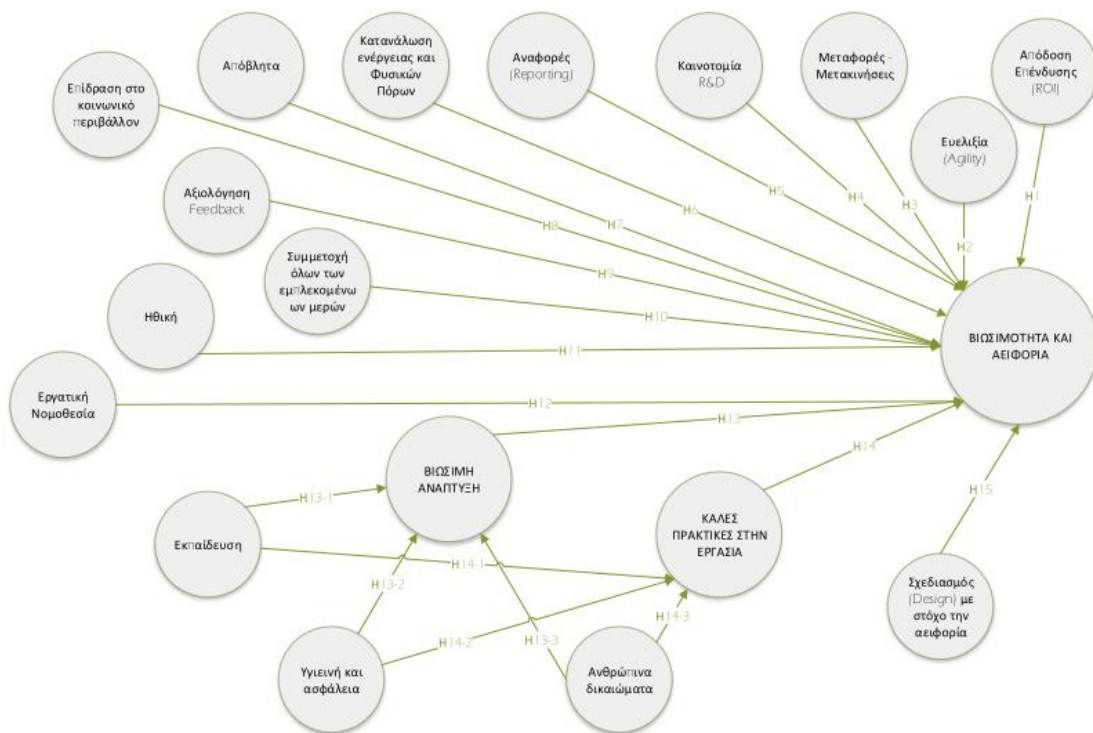 Επίδραση στο
κοινωνικό
περιβάλλον
Απόβλητα
Κατανάλωση
ενέργειας και
Φυσικών
Πόρων
Αναφορές
(Reporting)
Καινοτομία
R&D
Μεταφορές -
Μετακινήσεις
Απόδοση
Επένδυσης
(ROI)
Ευελιξία
(Agility)
Αξιολόγηση
Feedback
Συμμετοχή
όλων των
εμπλεκομένω
ων μερών
Ηθική
Εργατική
Νομοθεσία
H1
H2
H3
H4
H5
H6
H7
H8
H9
H10
H11
H12
H13
H14
H15
ΒΙΩΣΙΜΟΤΗΤΑ ΚΑΙ
ΑΕΙΦΟΡΙΑ
ΒΙΩΣΙΜΗ
ΑΝΑΠΤΥΞΗ
ΚΑΛΕΣ
ΠΡΑΚΤΙΚΕΣ ΣΤΗΝ
ΕΡΓΑΣΙΑ
Εκπαίδευση
H13-1
H14-1
H13-2
H14-2
H13-3
H14-3
Υγιεινή και
ασφάλεια
Ανθρώπινα
δικαιώματα
Σχεδιασμός
(Design) με
στόχο την
αειφορία